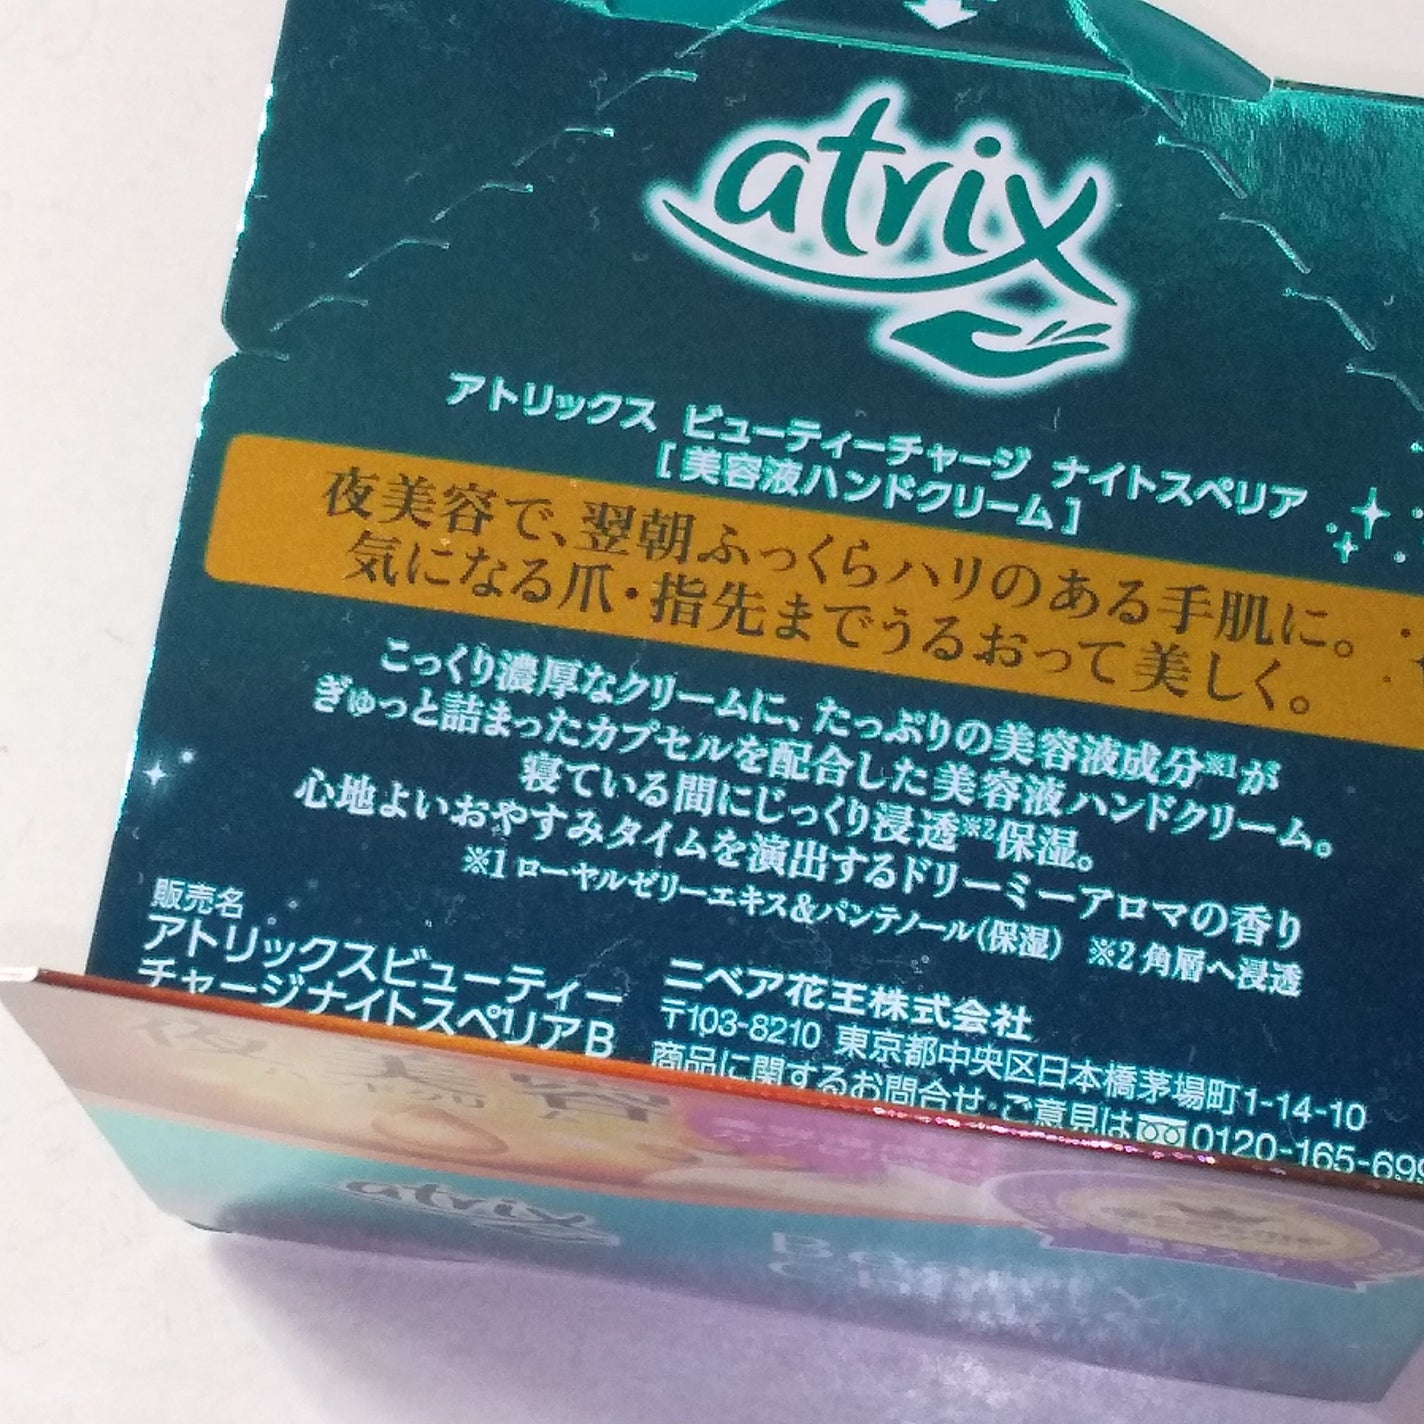 atrix
アトリックス ビューティーチャージ ナイトスペリア
[美容液ハンドクリーム]
夜美容で、翌朝ふっくらハリのある手肌に。
気になる爪・指先までうるおって美しく。
こっくり濃厚なクリームに、たっぷりの美容液成分※1が
ぎゅっと詰まったカプセルを配合した美容液ハンドクリーム。
寝ている間にじっくり浸透※2保湿。
心地よいおやすみタイムを演出するドリーミーアロマの香り
※1 ローヤルゼリーエキス&パンテノール(保湿) ※2 角層へ浸透
販売名
アトリックスビューティー
チャージナイトスペリアB
ニベア花王株式会社
〒103-8210 東京都中央区日本橋茅場町1-14-10
商品に関するお問合せ・ご意見は 0120-165-699
夜美容
atrix